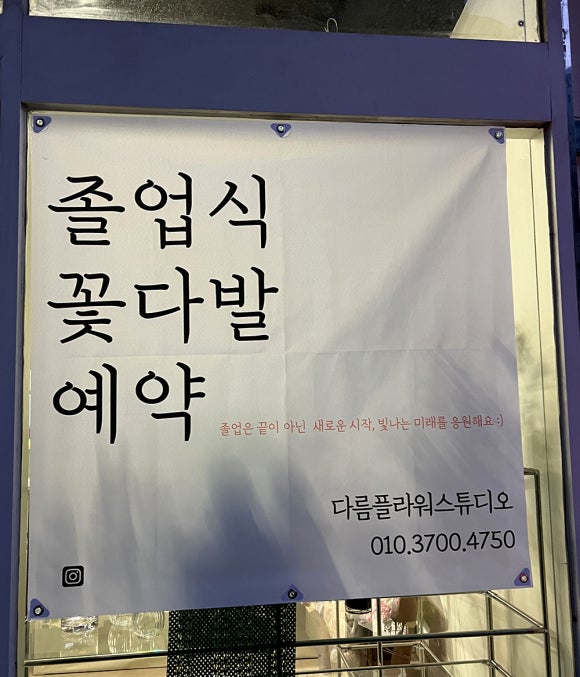 졸업식
꽃다발
예약
졸업은 끝이 아닌 새로운 시작, 빛나는 미래를 응원해요 :)
다름플라워스튜디오
010.3700.4750